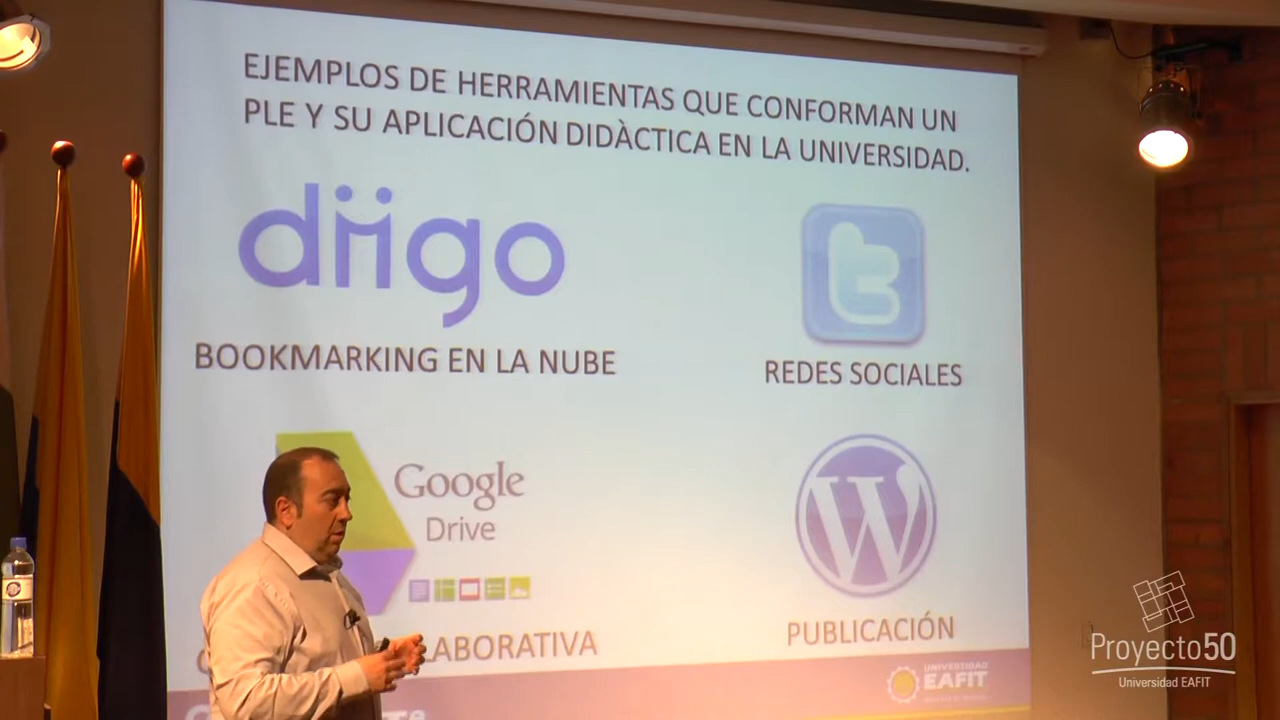 EJEMPLOS DE HERRAMIENTAS QUE CONFORMAN UN
PLE Y SU APLICACIÓN DIDÀCTICA EN LA UNIVERSIDAD.
diigo
BOOKMARKING EN LA NUBE
REDES SOCIALES
Google
Drive
LABORATIVA
PUBLICACIÓN
UNIVERSIDAD
EAFIT
Proyecto50
Universidad EAFIT